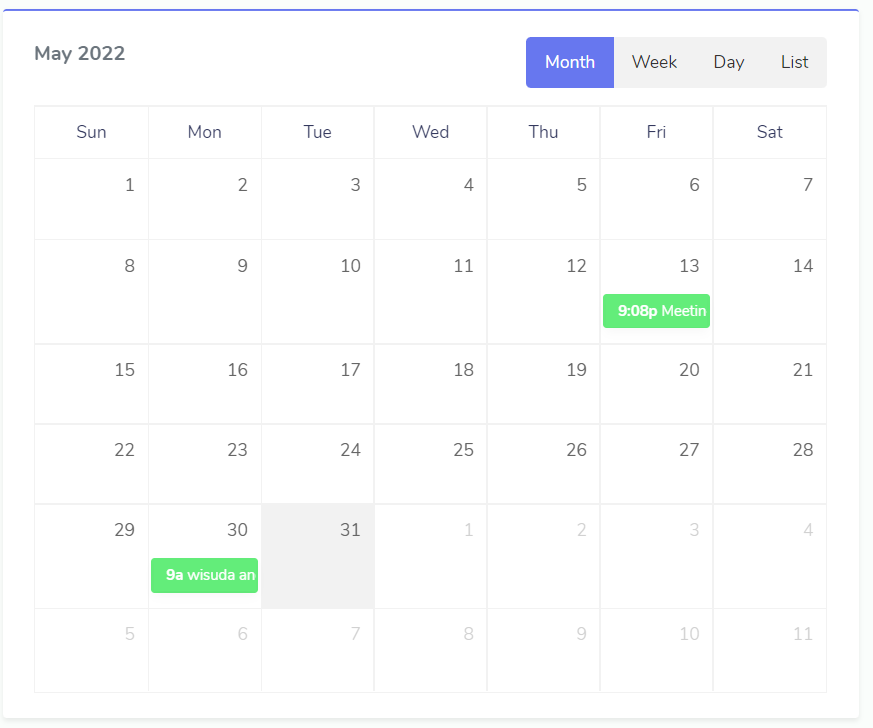 May 2022
Month Week Day List
Sun Mon Tue Wed Thu Fri Sat
1 2 3 4 5 6 7
8 9 10 11 12 13 14
9:08p Meetin
15 16 17 18 19 20 21
22 23 24 25 26 27 28
29 30 31 1 2 3 4
9a wisuda an
5 6 7 8 9 10 11